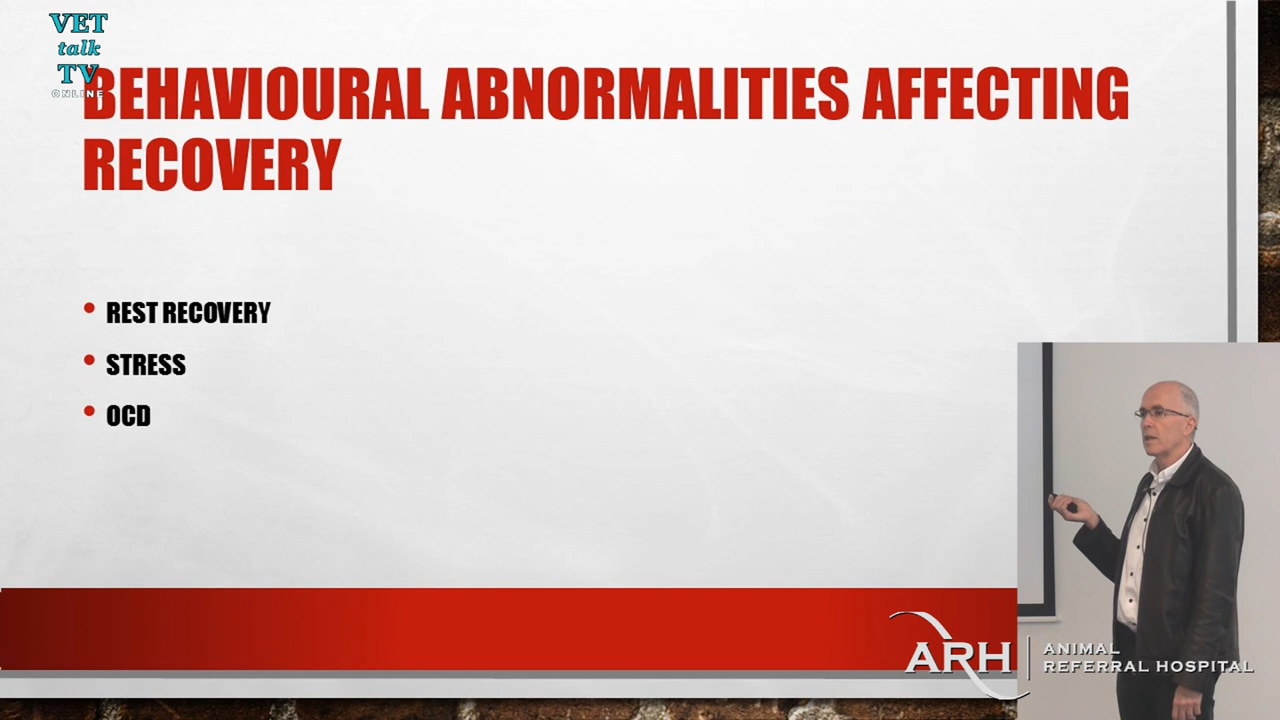 VET
talk
TV
ONLINE
BEHAVIOURAL ABNORMALITIES AFFECTING
RECOVERY
• REST RECOVERY
• STRESS
• OCD
ARH
ANIMAL
REFERRAL HOSPITAL